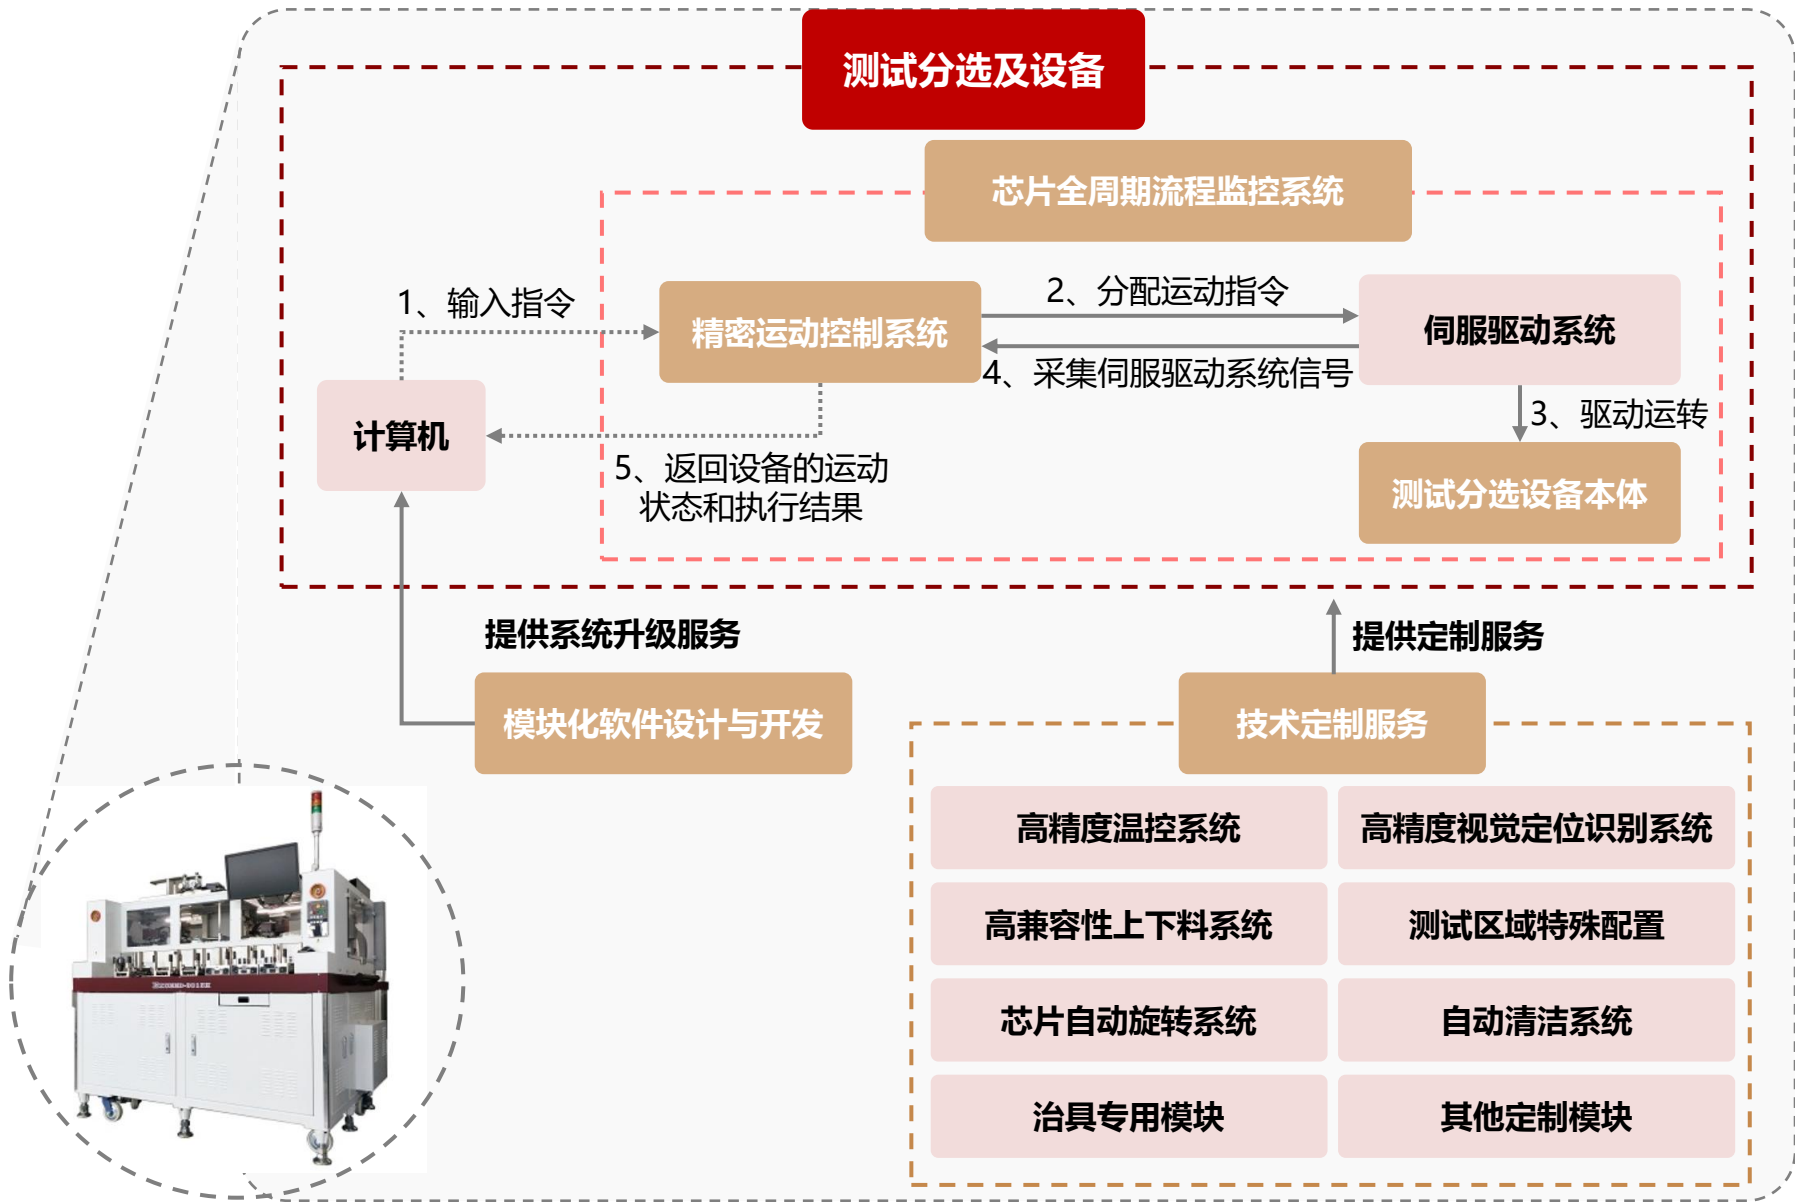 测试分选及设备
芯片全周期流程监控系统
1、输入指令
精密运动控制系统
2、分配运动指令
伺服驱动系统
4、采集伺服驱动系统信号
3、驱动运转
计算机
5、返回设备的运动
状态和执行结果
测试分选设备本体
提供系统升级服务
提供定制服务
模块化软件设计与开发
技术定制服务
高精度温控系统
高精度视觉定位识别系统
高兼容性上下料系统
测试区域特殊配置
芯片自动旋转系统
自动清洁系统
治具专用模块
其他定制模块